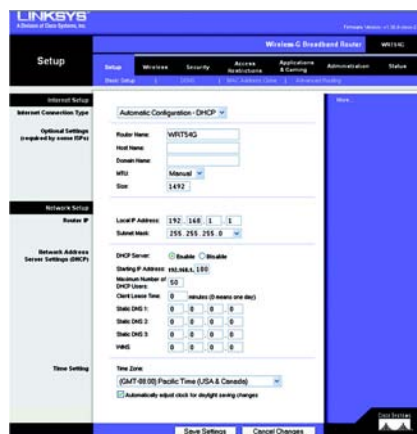 LINKSYS®
A Division of Cisco Systems, Inc.
Wireless-G Broadband Router WRT54G
Setup
Setup Wireless Security Access Restrictions Applications & Gaming Administration Status
Basic Setup | DDNS | MAC Address Clone | Advanced Routing
Internet Setup
Internet Connection Type
Automatic Configuration - DHCP
Optional Settings
(required by some ISPs)
Router Name: WRT54G
Host Name:
Domain Name:
MTU: Manual
Size: 1492
Network Setup
Router IP
Local IP Address: 192 . 168 . 1 . 1
Subnet Mask: 255.255.255.0
Network Address
Server Settings (DHCP)
DHCP Server: Enable Disable
Starting IP Address: 192.168.1. 100
Maximum Number of
DHCP Users: 50
Client Lease Time: 0 minutes (0 means one day)
Static DNS 1: 0 . 0 . 0 . 0
Static DNS 2: 0 . 0 . 0 . 0
Static DNS 3: 0 . 0 . 0 . 0
WINS 0 . 0 . 0 . 0
Time Setting
Time Zone:
(GMT-08:00) Pacific Time (USA & Canada)
Automatically adjust clock for daylight saving changes
More...
Save Settings Cancel Changes
Cisco Systems